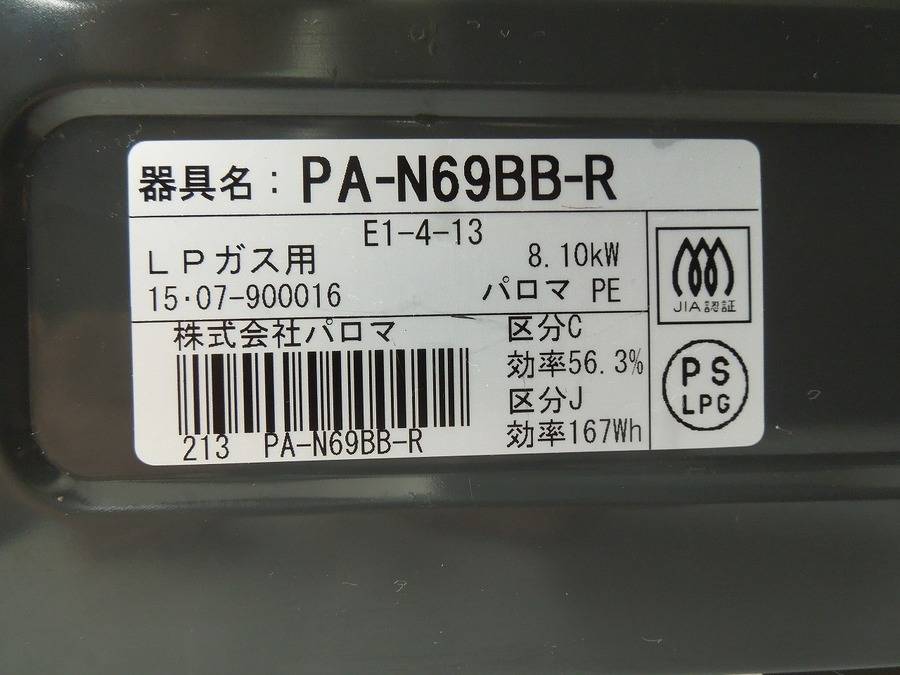 器具名：PA-N69BB-R
E1-4-13
LPガス用 8.10kW
15・07-900016 パロマ PE
株式会社パロマ
213 PA-N69BB-R
区分C
効率56.3%
区分J
効率167Wh
JIA認証
PS
LPG